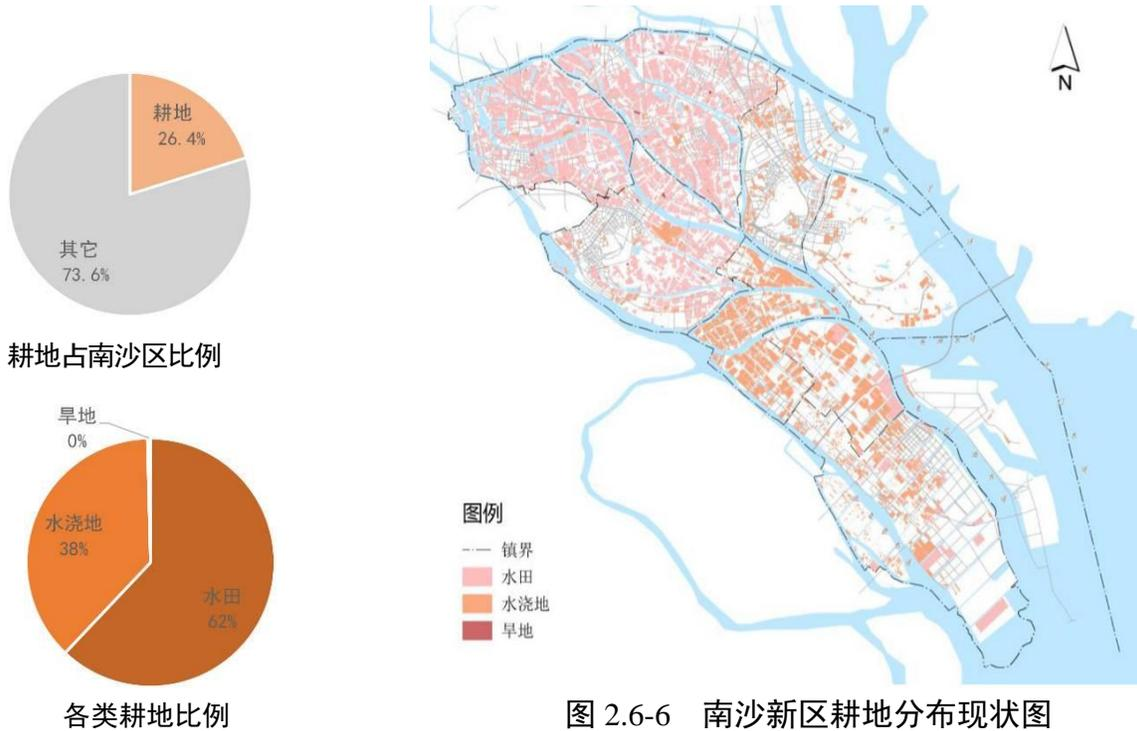 耕地
26.4%
其它
73.6%
耕地占南沙区比例
旱地
0%
水浇地
38%
水田
62%
各类耕地比例
N
图例
镇界
水田
水浇地
旱地
图 2.6-6 南沙新区耕地分布现状图